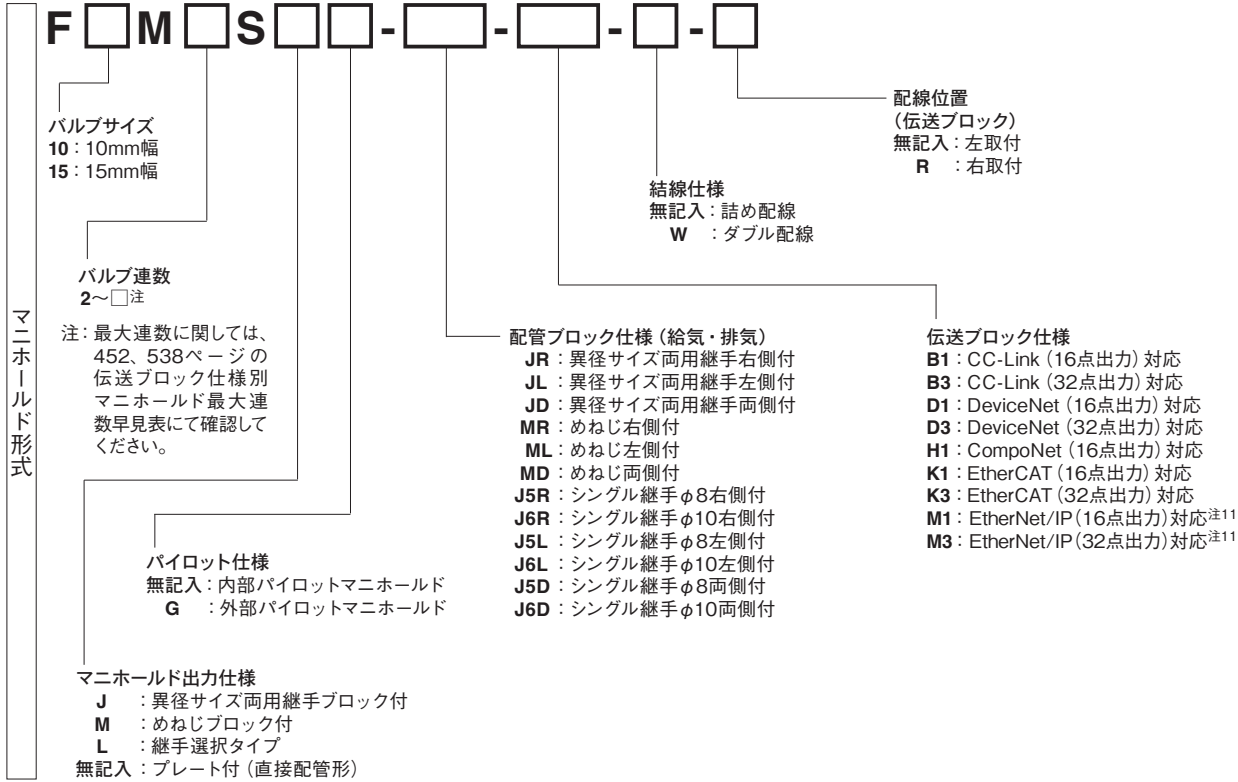 F□M□S□□-□-□-□-□
マニホールド形式
バルブサイズ
10：10mm幅
15：15mm幅
バルブ連数
2～□注
注：最大連数に関しては、
452、538ページの
伝送ブロック仕様別
マニホールド最大連
数早見表にて確認して
ください。
マニホールド出力仕様
J ：異径サイズ両用継手ブロック付
M ：めねじブロック付
L ：継手選択タイプ
無記入：プレート付（直接配管形）
パイロット仕様
無記入：内部パイロットマニホールド
G ：外部パイロットマニホールド
配管ブロック仕様（給気・排気）
JR：異径サイズ両用継手右側付
JL：異径サイズ両用継手左側付
JD：異径サイズ両用継手両側付
MR：めねじ右側付
ML：めねじ左側付
MD：めねじ両側付
J5R：シングル継手φ8右側付
J6R：シングル継手φ10右側付
J5L：シングル継手φ8左側付
J6L：シングル継手φ10左側付
J5D：シングル継手φ8両側付
J6D：シングル継手φ10両側付
伝送ブロック仕様
B1：CC-Link（16点出力）対応
B3：CC-Link（32点出力）対応
D1：DeviceNet（16点出力）対応
D3：DeviceNet（32点出力）対応
H1：CompoNet（16点出力）対応
K1：EtherCAT（16点出力）対応
K3：EtherCAT（32点出力）対応
M1：EtherNet/IP（16点出力）対応注11
M3：EtherNet/IP（32点出力）対応注11
結線仕様
無記入：詰め配線
W ：ダブル配線
配線位置
（伝送ブロック）
無記入：左取付
R ：右取付